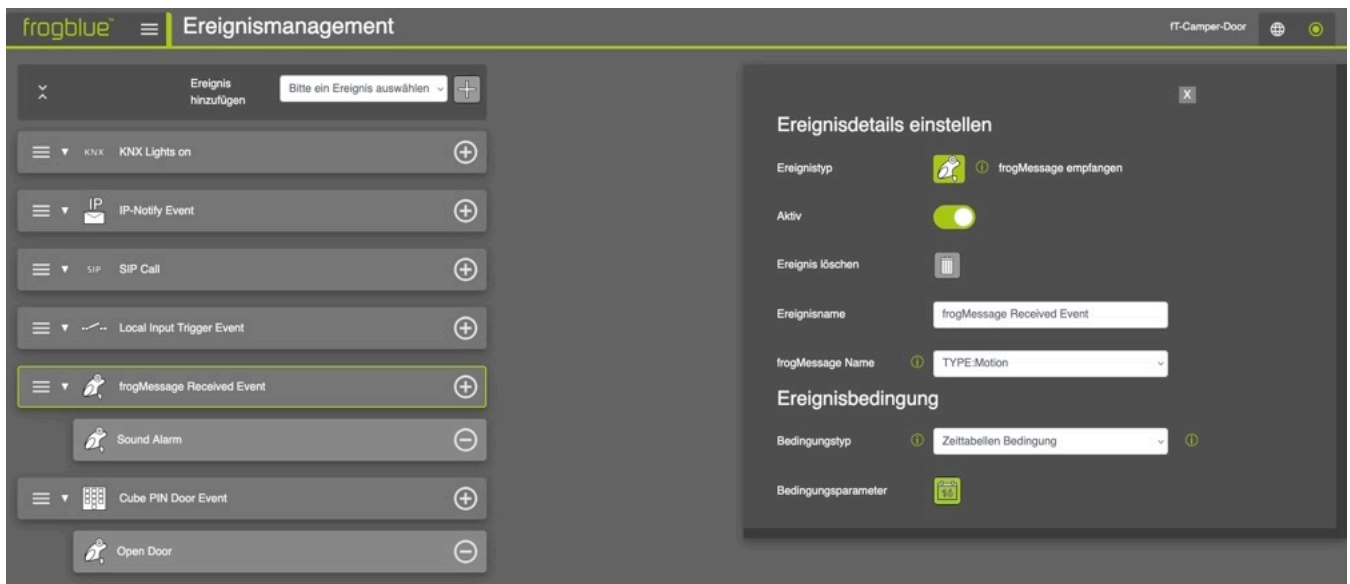 frogblue™
Ereignismanagement
fT-Camper-Door
Ereignis
hinzufügen
Bitte ein Ereignis auswählen
KNX KNX Lights on
IP IP-Notify Event
SIP SIP Call
Local Input Trigger Event
frogMessage Received Event
Sound Alarm
Cube PIN Door Event
Open Door
X
Ereignisdetails einstellen
Ereignistyp
frogMessage empfangen
Aktiv
Ereignis löschen
Ereignisname
frogMessage Received Event
frogMessage Name
TYPE:Motion
Ereignisbedingung
Bedingungstyp
Zeittabellen Bedingung
Bedingungsparameter